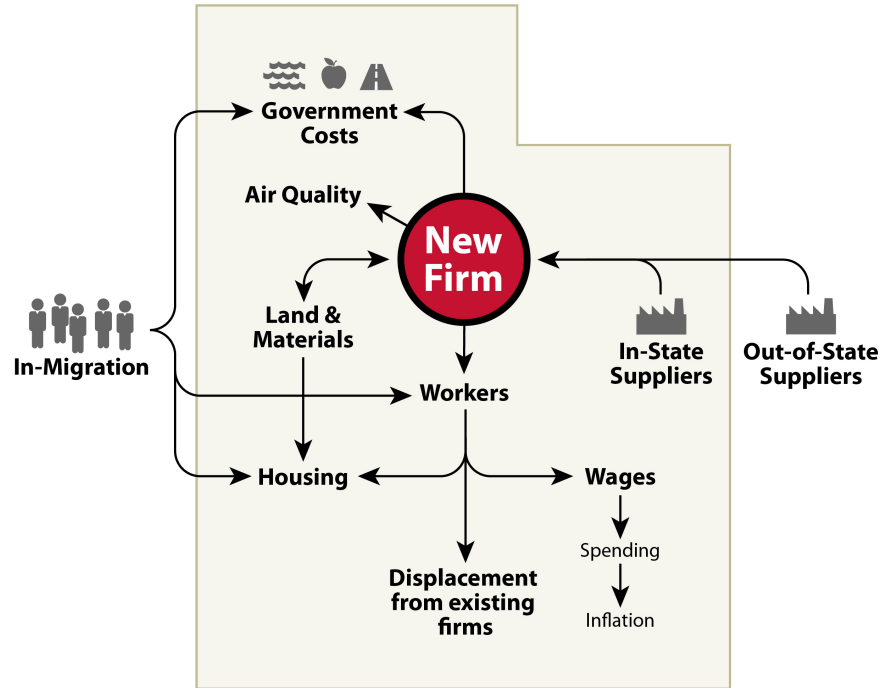 Government
Costs
Air Quality
New
Firm
Land &
Materials
In-Migration
In-State
Suppliers
Out-of-State
Suppliers
Workers
Housing
Wages
Spending
Displacement
from existing
firms
Inflation